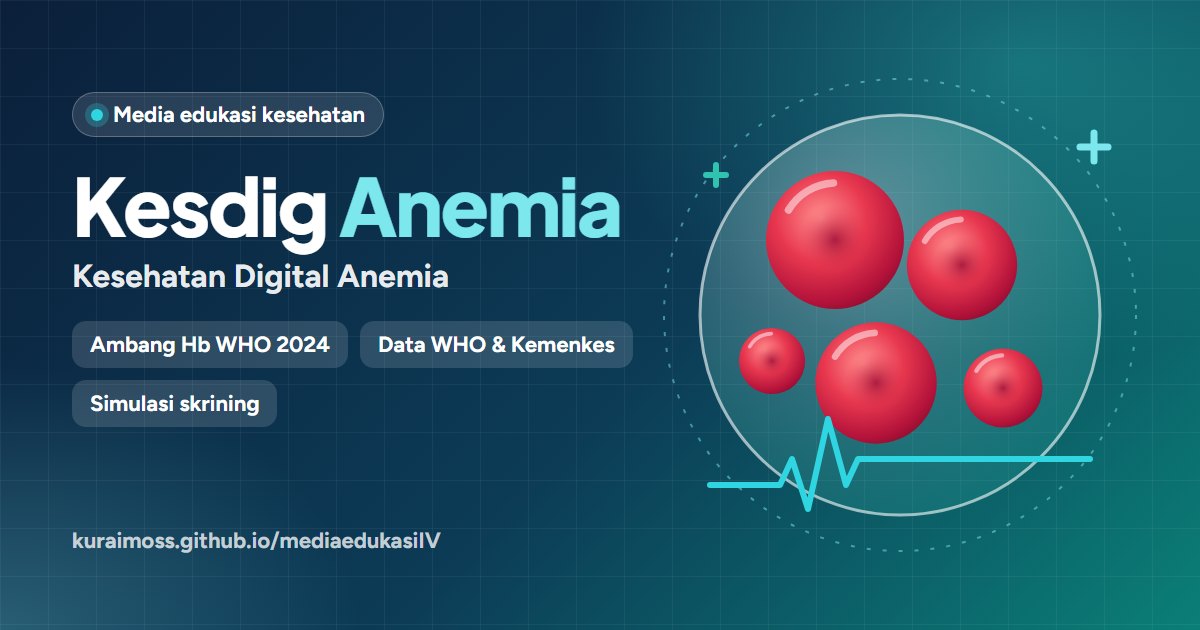 Media edukasi kesehatan
Kesdig Anemia
Kesehatan Digital Anemia
Ambang Hb WHO 2024
Data WHO & Kemenkes
Simulasi skrining
kuraimoss.github.io/mediaedukasiIV